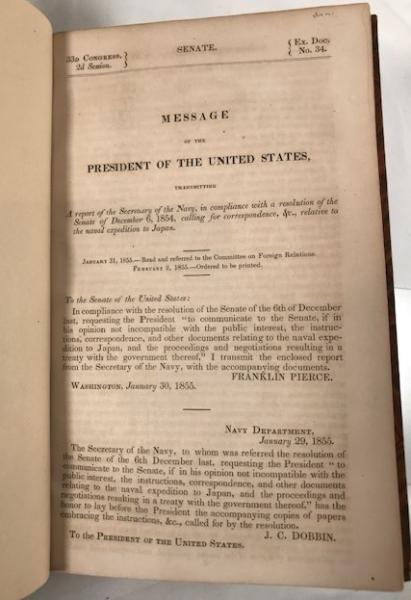 33D CONGRESS,
2d Session.
SENATE.
Ex. Doc.
No. 34.
MESSAGE
OF THE
PRESIDENT OF THE UNITED STATES,
TRANSMITTING
A report of the Secretary of the Navy, in compliance with a resolution of the
Senate of December 6, 1854, calling for correspondence, &c., relative to
the naval expedition to Japan.
JANUARY 31, 1855.—Read and referred to the Committee on Foreign Relations.
FEBRUARY 2, 1855.—Ordered to be printed.
To the Senate of the United States:
In compliance with the resolution of the Senate of the 6th of December
last, requesting the President "to communicate to the Senate, if in
his opinion not incompatible with the public interest, the instruc-
tions, correspondence, and other documents relating to the naval expe-
dition to Japan, and the proceedings and negotiations resulting in a
treaty with the government thereof," I transmit the enclosed report
from the Secretary of the Navy, with the accompanying documents.
FRANKLIN PIERCE.
WASHINGTON, January 30, 1855.
NAVY DEPARTMENT,
January 29, 1855.
The Secretary of the Navy, to whom was referred the resolution of
the Senate of the 6th December last, requesting the President "to
communicate to the Senate, if in his opinion not incompatible with the
public interest, the instructions, correspondence, and other documents
relating to the naval expedition to Japan, and the proceedings and
negotiations resulting in a treaty with the government thereof," has the
honor to lay before the President the accompanying copies of papers
embracing the instructions, &c., called for by the resolution.
J. C. DOBBIN.
To the PRESIDENT OF THE UNITED STATES.